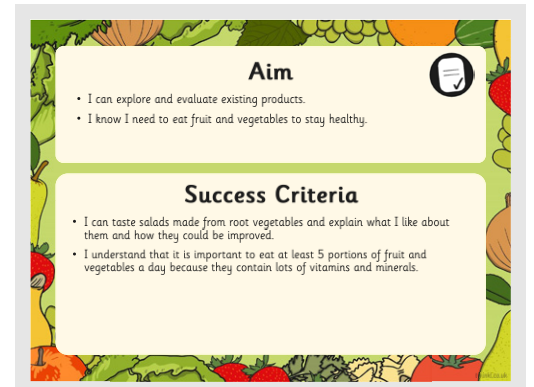 Aim
• I can explore and evaluate existing products.
• I know I need to eat fruit and vegetables to stay healthy.
Success Criteria
• I can taste salads made from root vegetables and explain what I like about
them and how they could be improved.
• I understand that it is important to eat at least 5 portions of fruit and
vegetables a day because they contain lots of vitamins and minerals.